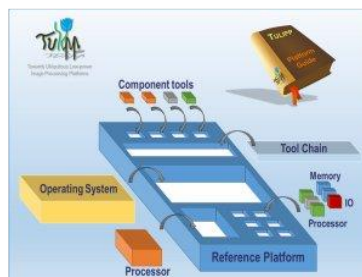 TULIPP
Towards Ubiquitous Low-power
Image Processing Platforms
TULIPP
Platform
Guide
Component tools
Tool Chain
Operating System
Memory
IO
Processor
Reference Platform
Processor